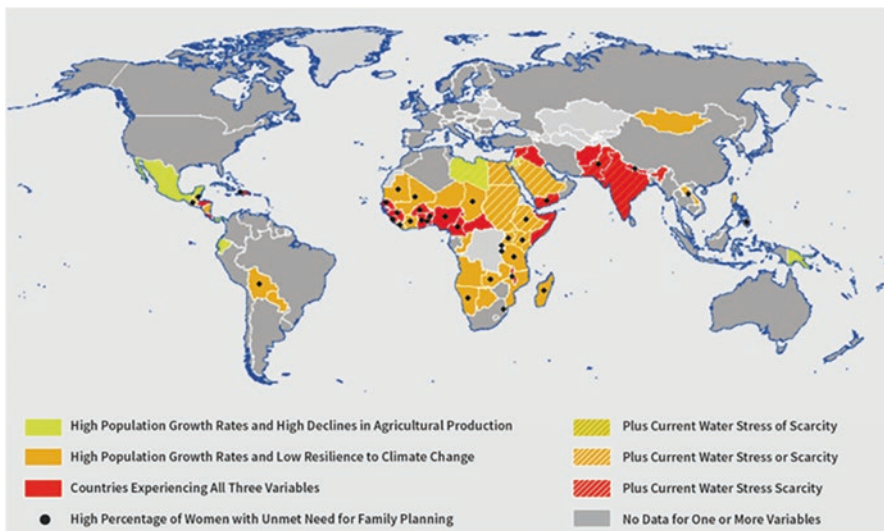 High Population Growth Rates and High Declines in Agricultural Production
High Population Growth Rates and Low Resilience to Climate Change
Countries Experiencing All Three Variables
High Percentage of Women with Unmet Need for Family Planning
Plus Current Water Stress of Scarcity
Plus Current Water Stress or Scarcity
Plus Current Water Stress Scarcity
No Data for One or More Variables